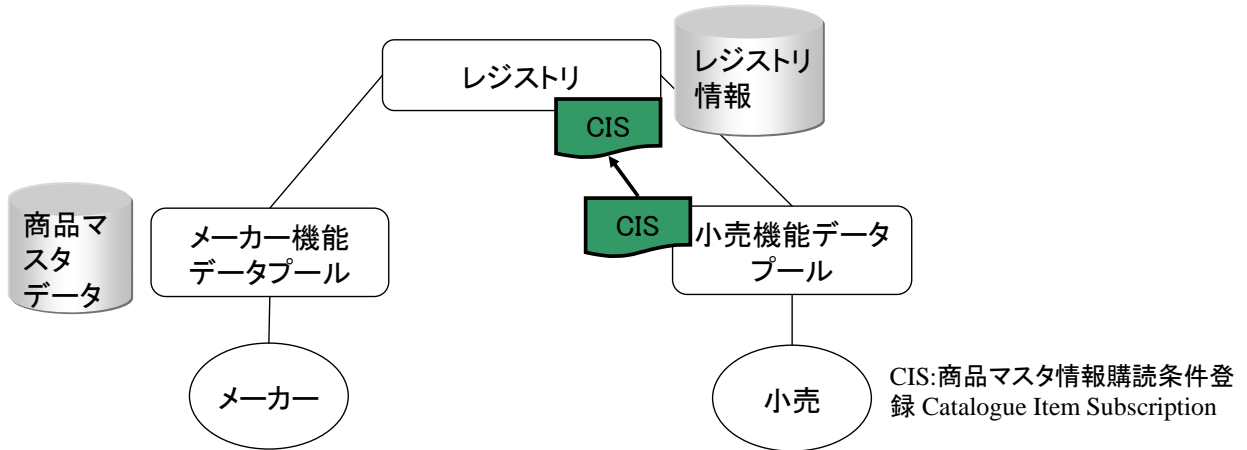 レジストリ
レジストリ
情報
CIS
CIS
商品マ
スタ
データ
メーカー機能
データプール
小売機能データ
プール
メーカー
小売
CIS:商品マスタ情報購読条件登
録 Catalogue Item Subscription